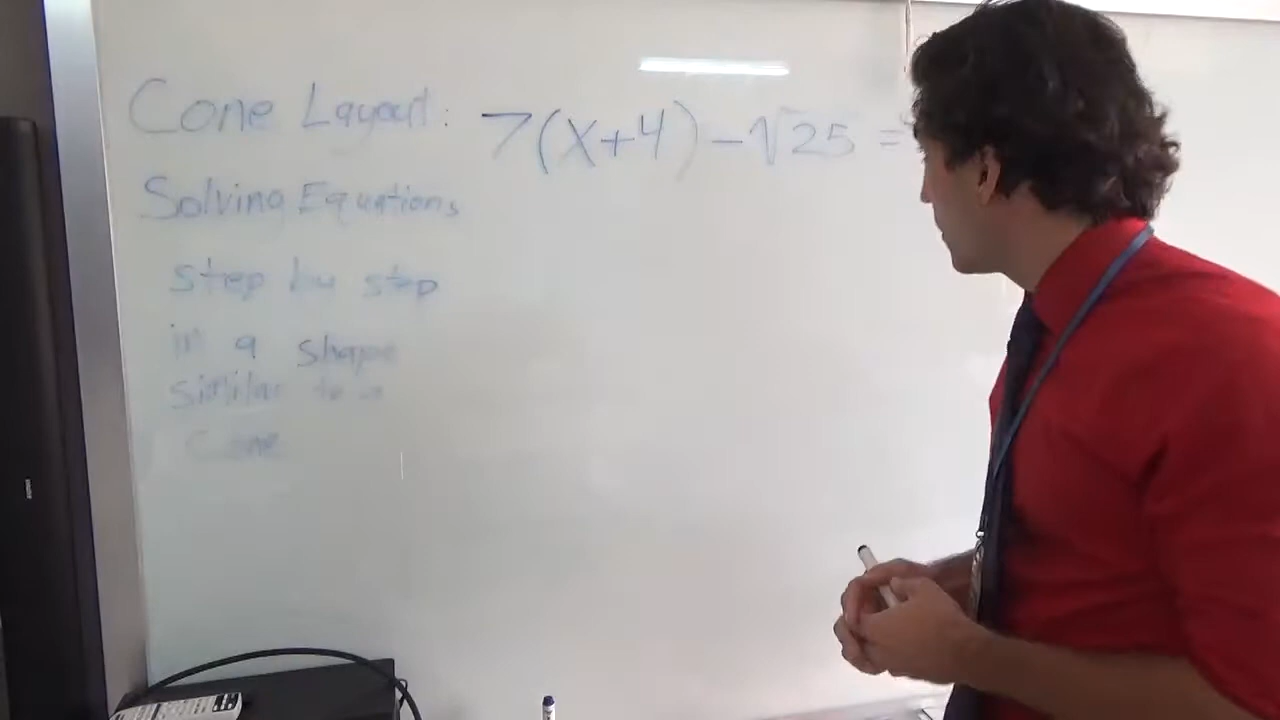 Cone Layout: 7(x+4) - √25 =
Solving Equations
step by step
in a shape
similar to a
cone